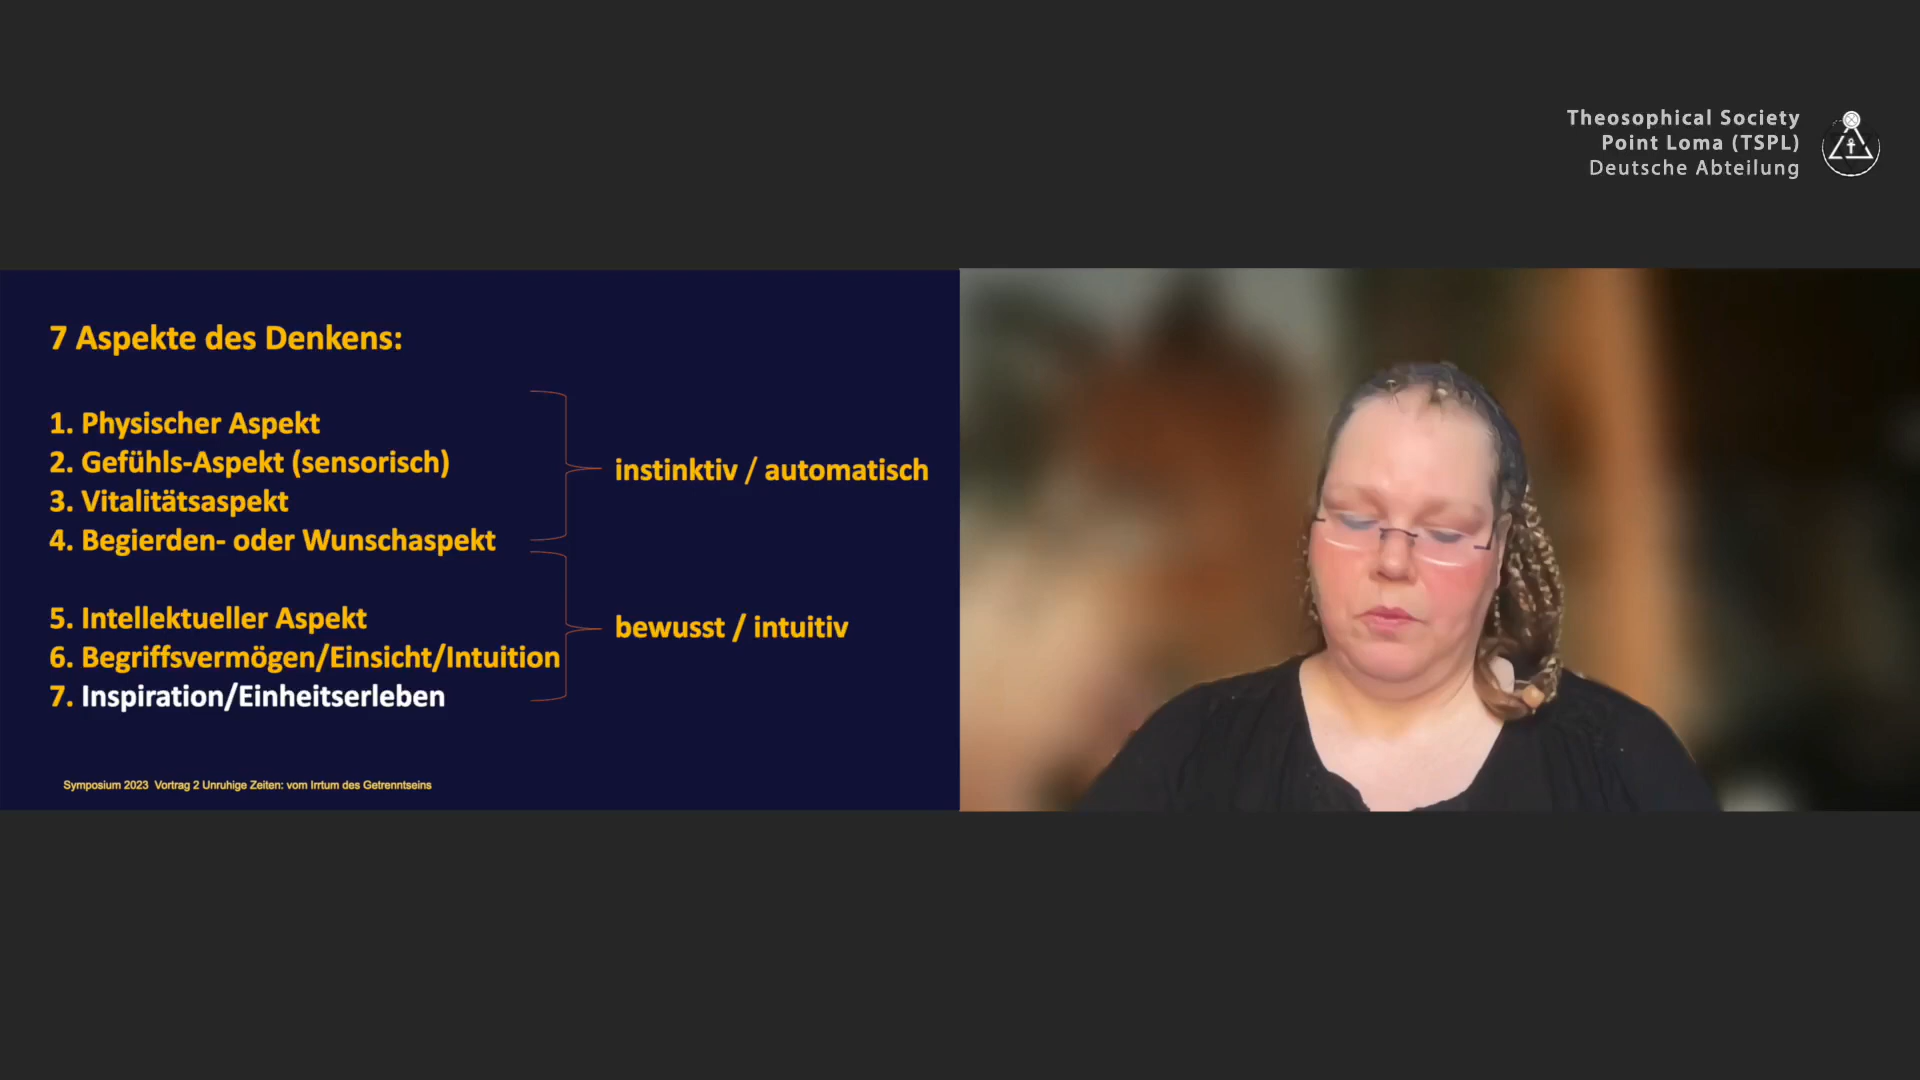 Theosophical Society
Point Loma (TSPL)
Deutsche Abteilung
7 Aspekte des Denkens:
1. Physischer Aspekt
2. Gefühls-Aspekt (sensorisch)
3. Vitalitätsaspekt
4. Begierden- oder Wunschaspekt
instinktiv / automatisch
5. Intellektueller Aspekt
6. Begriffsvermögen/Einsicht/Intuition
7. Inspiration/Einheitserleben
bewusst / intuitiv
Symposium 2023 Vortrag 2 Unruhige Zeiten: vom Irrtum des Getrenntseins